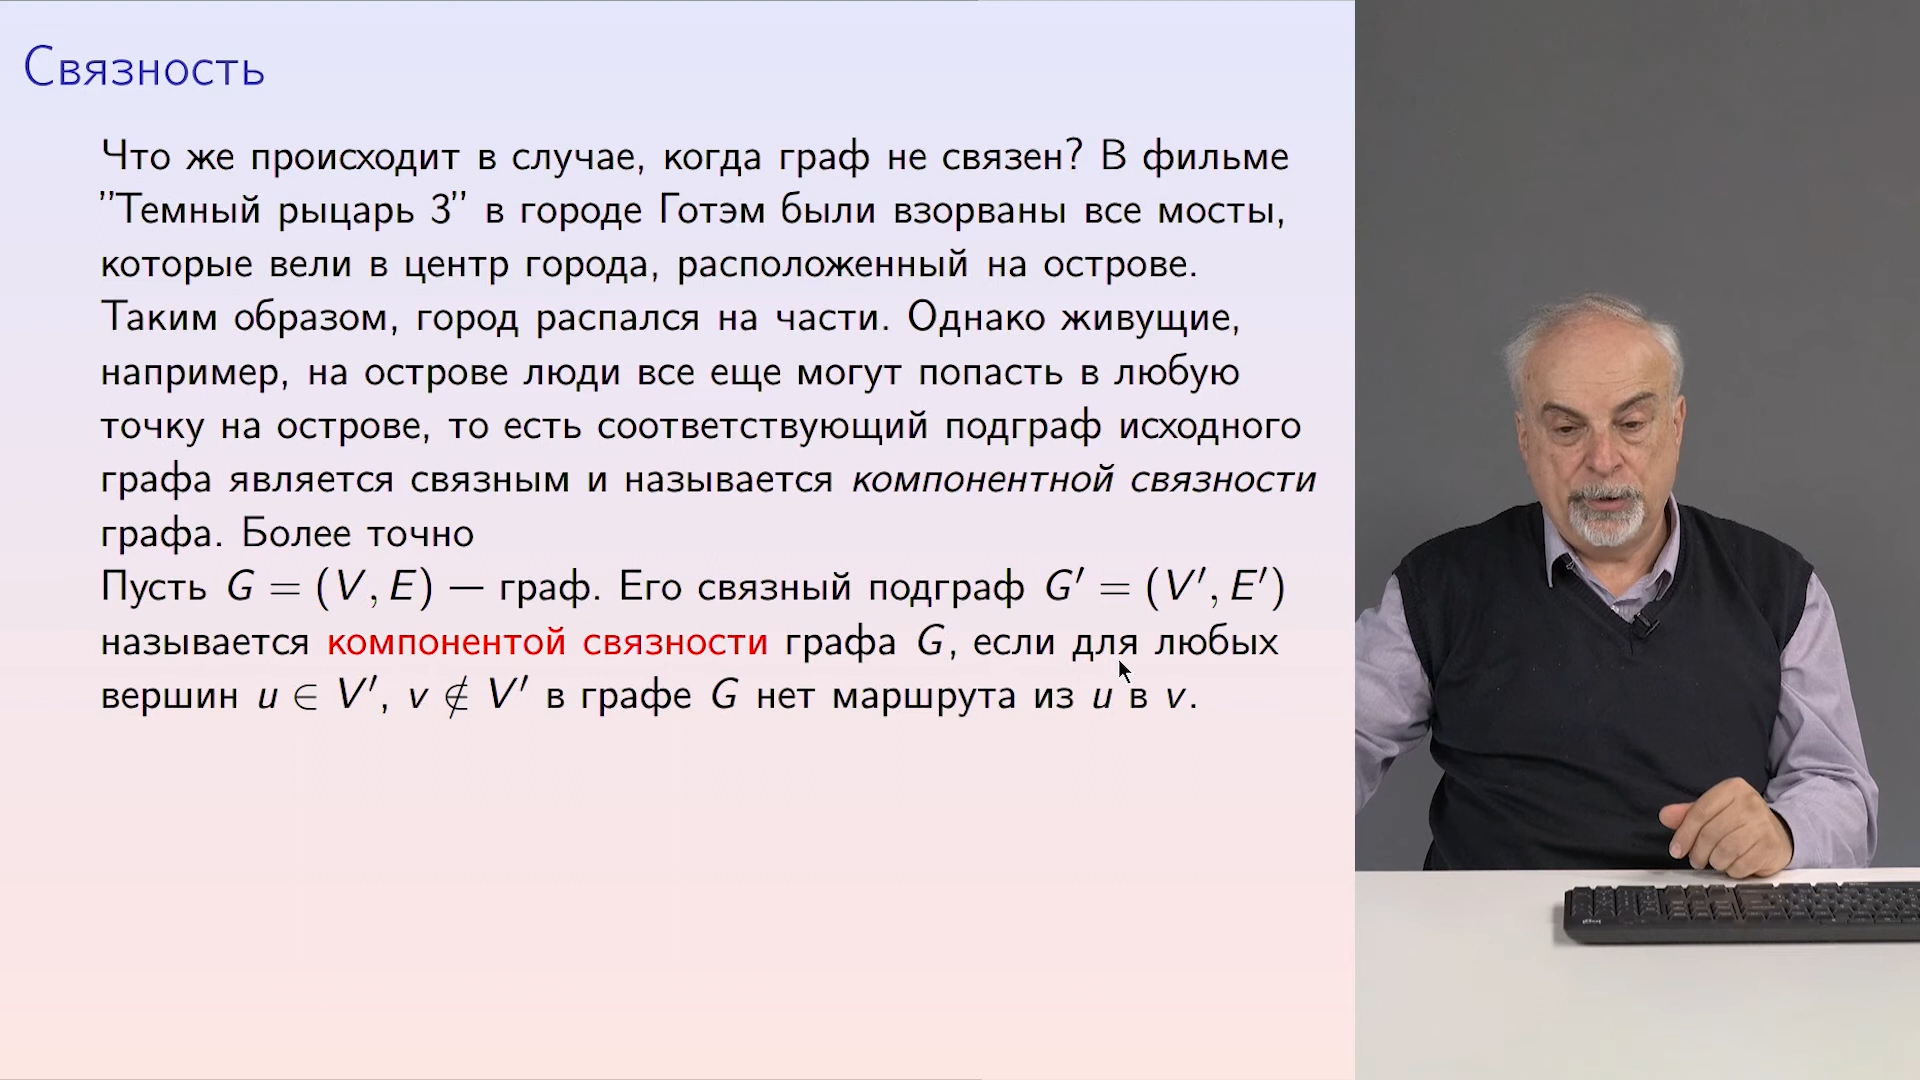 Связность
Что же происходит в случае, когда граф не связен? В фильме
"Темный рыцарь 3" в городе Готэм были взорваны все мосты,
которые вели в центр города, расположенный на острове.
Таким образом, город распался на части. Однако живущие,
например, на острове люди все еще могут попасть в любую
точку на острове, то есть соответствующий подграф исходного
графа является связным и называется компонентной связности
графа. Более точно
Пусть G = (V, E) — граф. Его связный подграф G′ = (V′, E′)
называется компонентой связности графа G, если для любых
вершин u ∈ V′, v ∉ V′ в графе G нет маршрута из u в v.